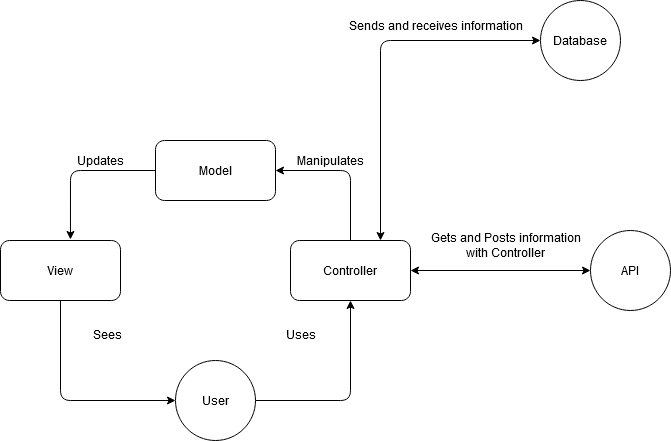 Sends and receives information
Database
Updates
Model
Manipulates
View
Controller
Gets and Posts information
with Controller
API
Sees
Uses
User